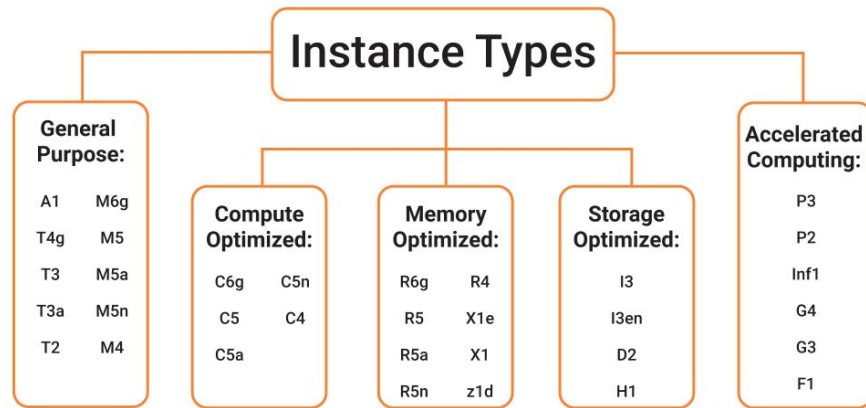 Instance Types
General
Purpose:
A1 M6g
T4g M5
T3 M5a
T3a M5n
T2 M4
Compute
Optimized:
C6g C5n
C5 C4
C5a
Memory
Optimized:
R6g R4
R5 X1e
R5a X1
R5n z1d
Storage
Optimized:
I3
I3en
D2
H1
Accelerated
Computing:
P3
P2
Inf1
G4
G3
F1